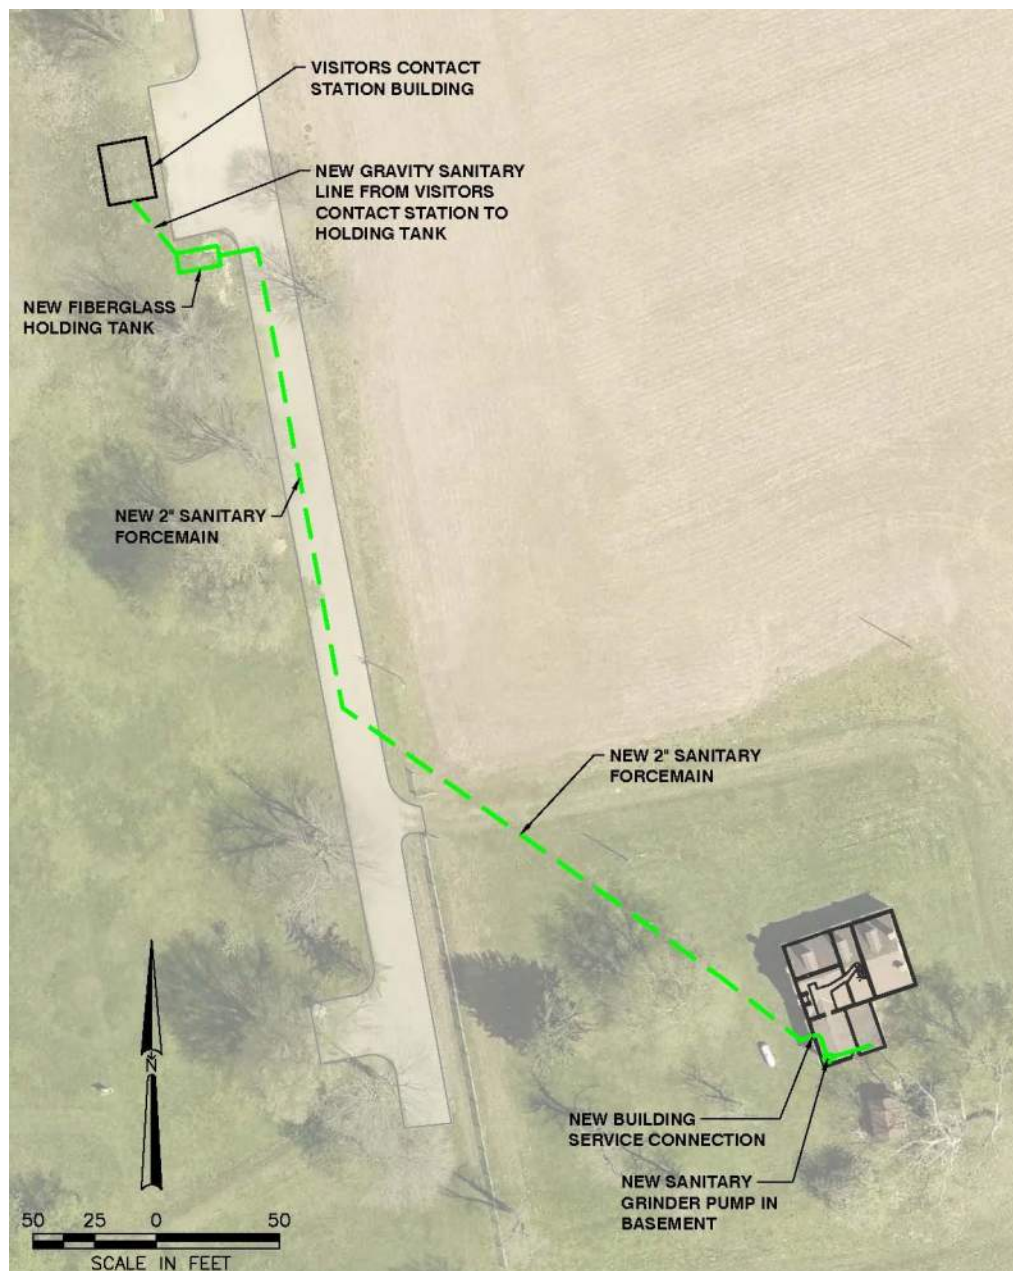 VISITORS CONTACT
STATION BUILDING
NEW GRAVITY SANITARY
LINE FROM VISITORS
CONTACT STATION TO
HOLDING TANK
NEW FIBERGLASS
HOLDING TANK
NEW 2" SANITARY
FORCEMAIN
NEW 2" SANITARY
FORCEMAIN
N
NEW BUILDING
SERVICE CONNECTION
NEW SANITARY
GRINDER PUMP IN
BASEMENT
50 25 0 50
SCALE IN FEET